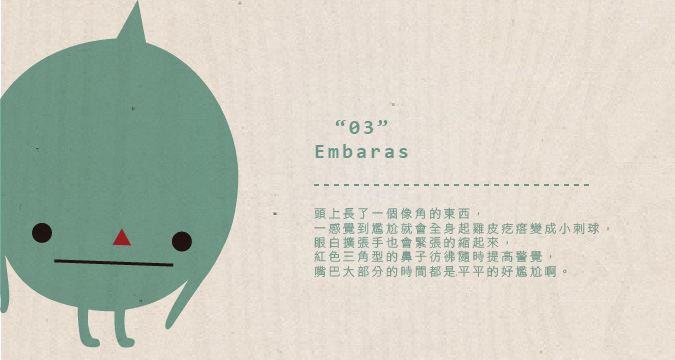 “03”
Embaras
頭上長了一個像角的東西，
一感覺到尷尬就會全身起雞皮疙瘩變成小刺球，
眼白擴張手也會緊張的縮起來，
紅色三角型的鼻子彷彿隨時提高警覺，
嘴巴大部分的時間都是平平的好尷尬啊。